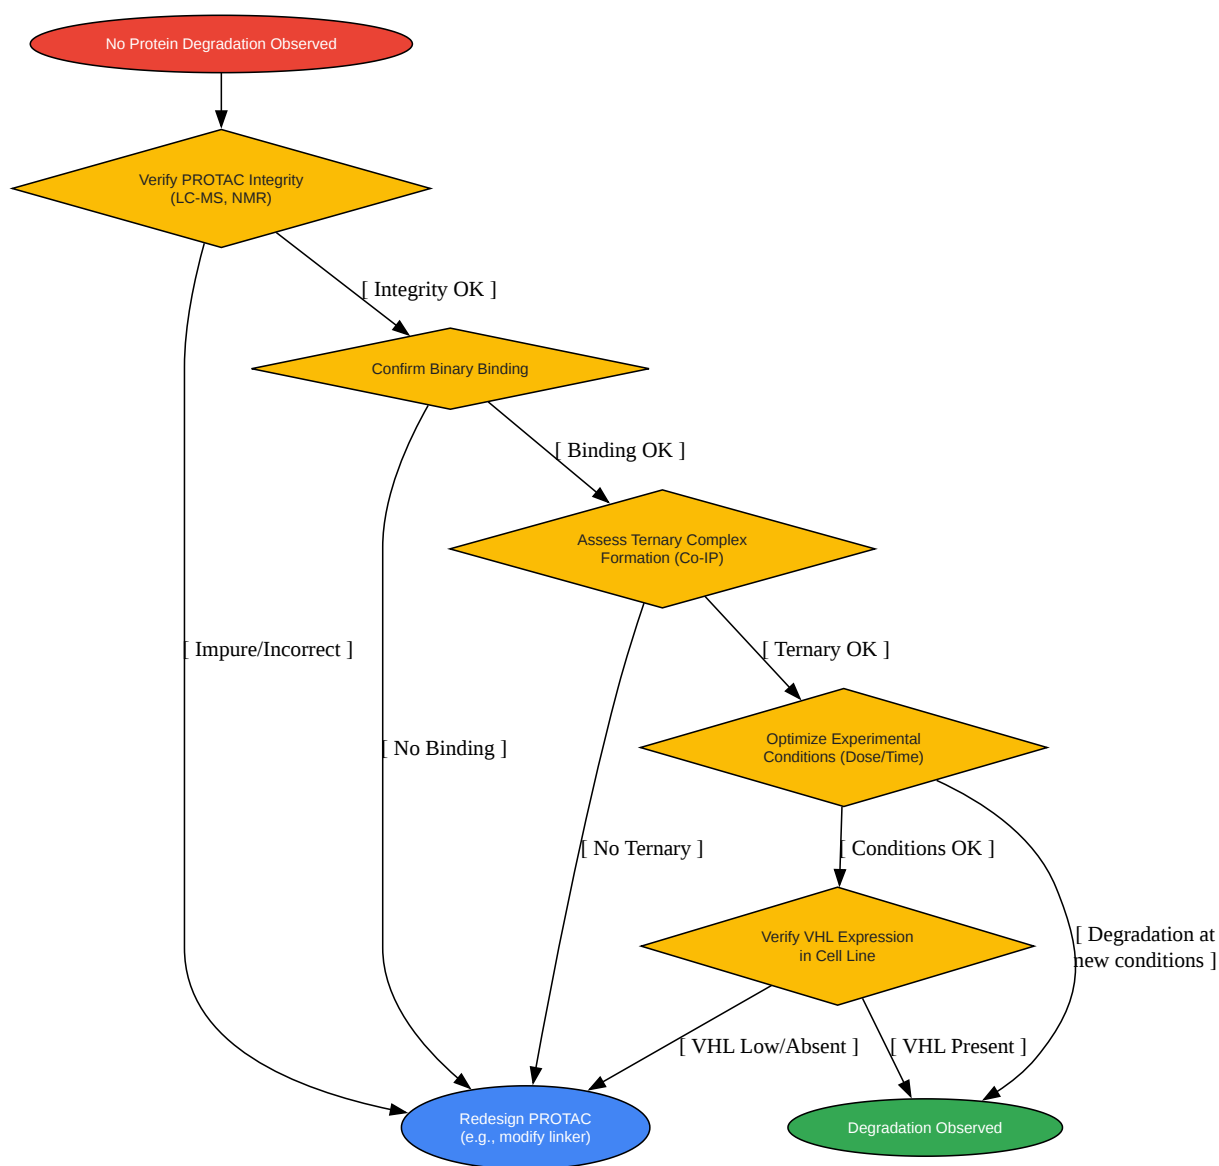 No Protein Degradation Observed
Verify PROTAC Integrity
(LC-MS, NMR)
[ Integrity OK ]
Confirm Binary Binding
[ Binding OK ]
Assess Ternary Complex
Formation (Co-IP)
[ Impure/Incorrect ]
[ Ternary OK ]
Optimize Experimental
Conditions (Dose/Time)
[ No Binding ]
[ No Ternary ]
[ Conditions OK ]
Verify VHL Expression
in Cell Line
[ Degradation at
new conditions ]
[ VHL Low/Absent ]
[ VHL Present ]
Redesign PROTAC
(e.g., modify linker)
Degradation Observed